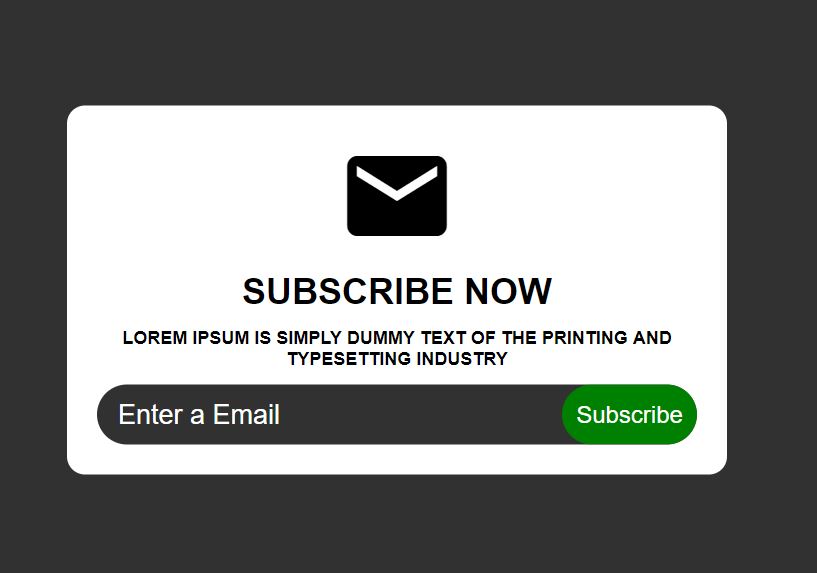 SUBSCRIBE NOW
LOREM IPSUM IS SIMPLY DUMMY TEXT OF THE PRINTING AND
TYPESETTING INDUSTRY
Enter a Email
Subscribe